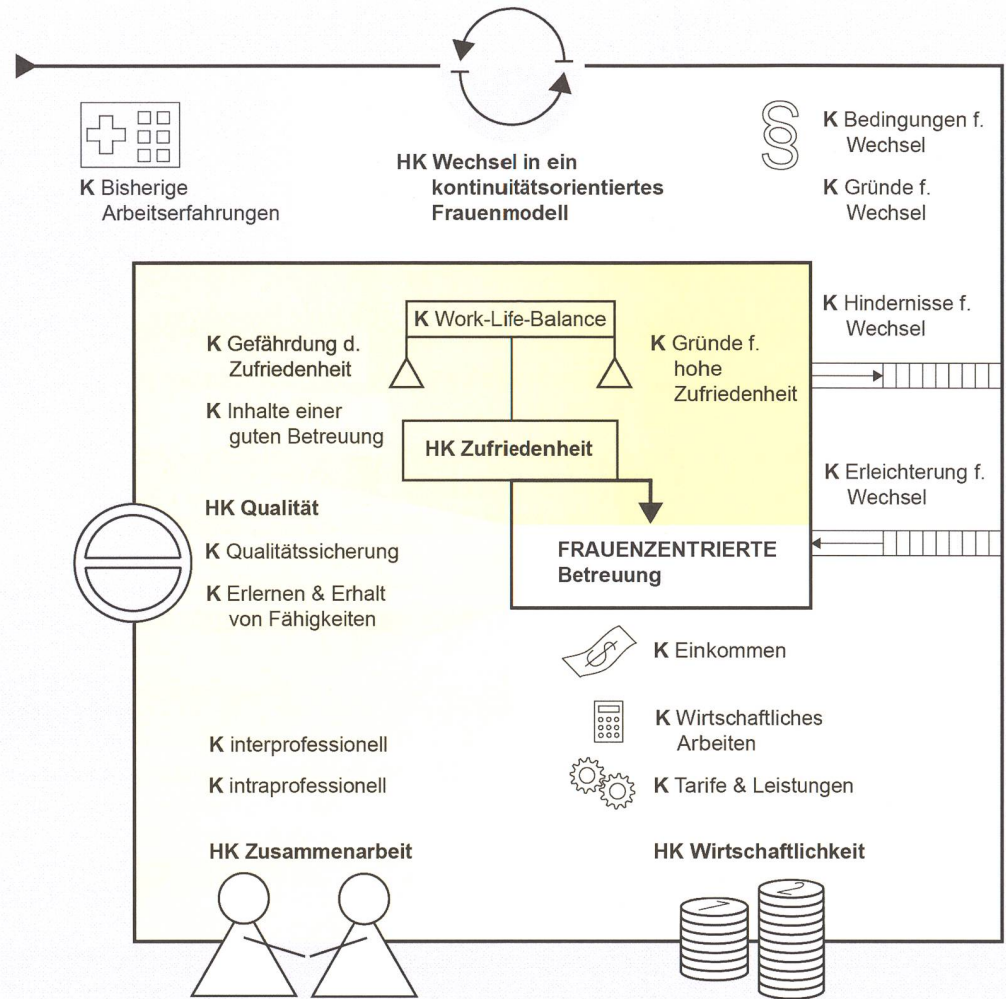 K Bisherige
Arbeitserfahrungen
HK Wechsel in ein
kontinuitätsorientiertes
Frauenmodell
K Bedingungen f.
Wechsel
K Gründe f.
Wechsel
K Hindernisse f.
Wechsel
K Erleichterung f.
Wechsel
K Work-Life-Balance
K Gefährdung d.
Zufriedenheit
K Inhalte einer
guten Betreuung
K Gründe f.
hohe
Zufriedenheit
HK Zufriedenheit
HK Qualität
K Qualitätssicherung
K Erlernen & Erhalt
von Fähigkeiten
FRAUENZENTRIERTE
Betreuung
K Einkommen
K Wirtschaftliches
Arbeiten
K Tarife & Leistungen
K interprofessionell
K intraprofessionell
HK Zusammenarbeit
HK Wirtschaftlichkeit
1
2